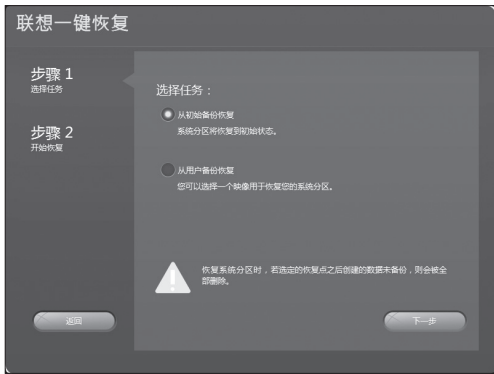 联想一键恢复
步骤 1
选择任务
步骤 2
开始恢复
选择任务：
从初始备份恢复
系统分区将恢复到初始状态。
从用户备份恢复
您可以选择一个映像用于恢复您的系统分区。
恢复系统分区时，若选定的恢复点之后创建的数据未备份，则会被全
部删除。
返回
下一步